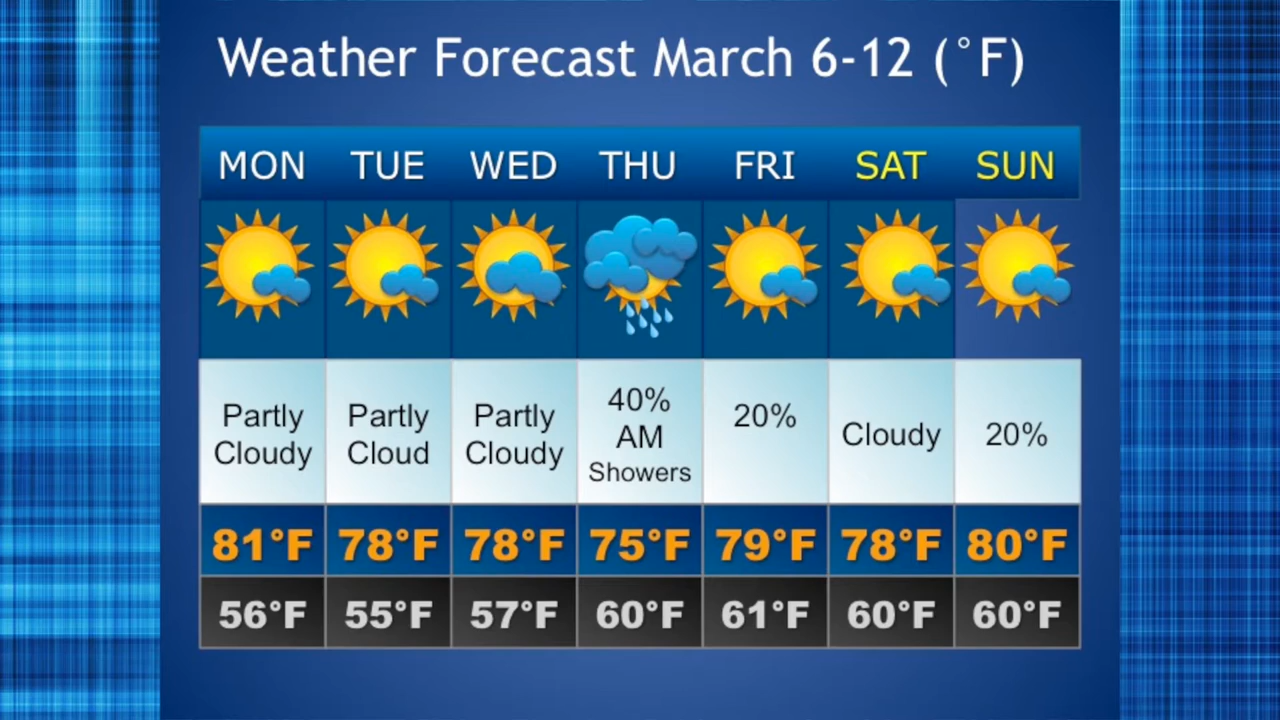 Weather Forecast March 6-12 (°F)
MON TUE WED THU FRI SAT SUN
Partly Cloudy
Partly Cloud
Partly Cloudy
40% AM Showers
20%
Cloudy
20%
81°F 78°F 78°F 75°F 79°F 78°F 80°F
56°F 55°F 57°F 60°F 61°F 60°F 60°F